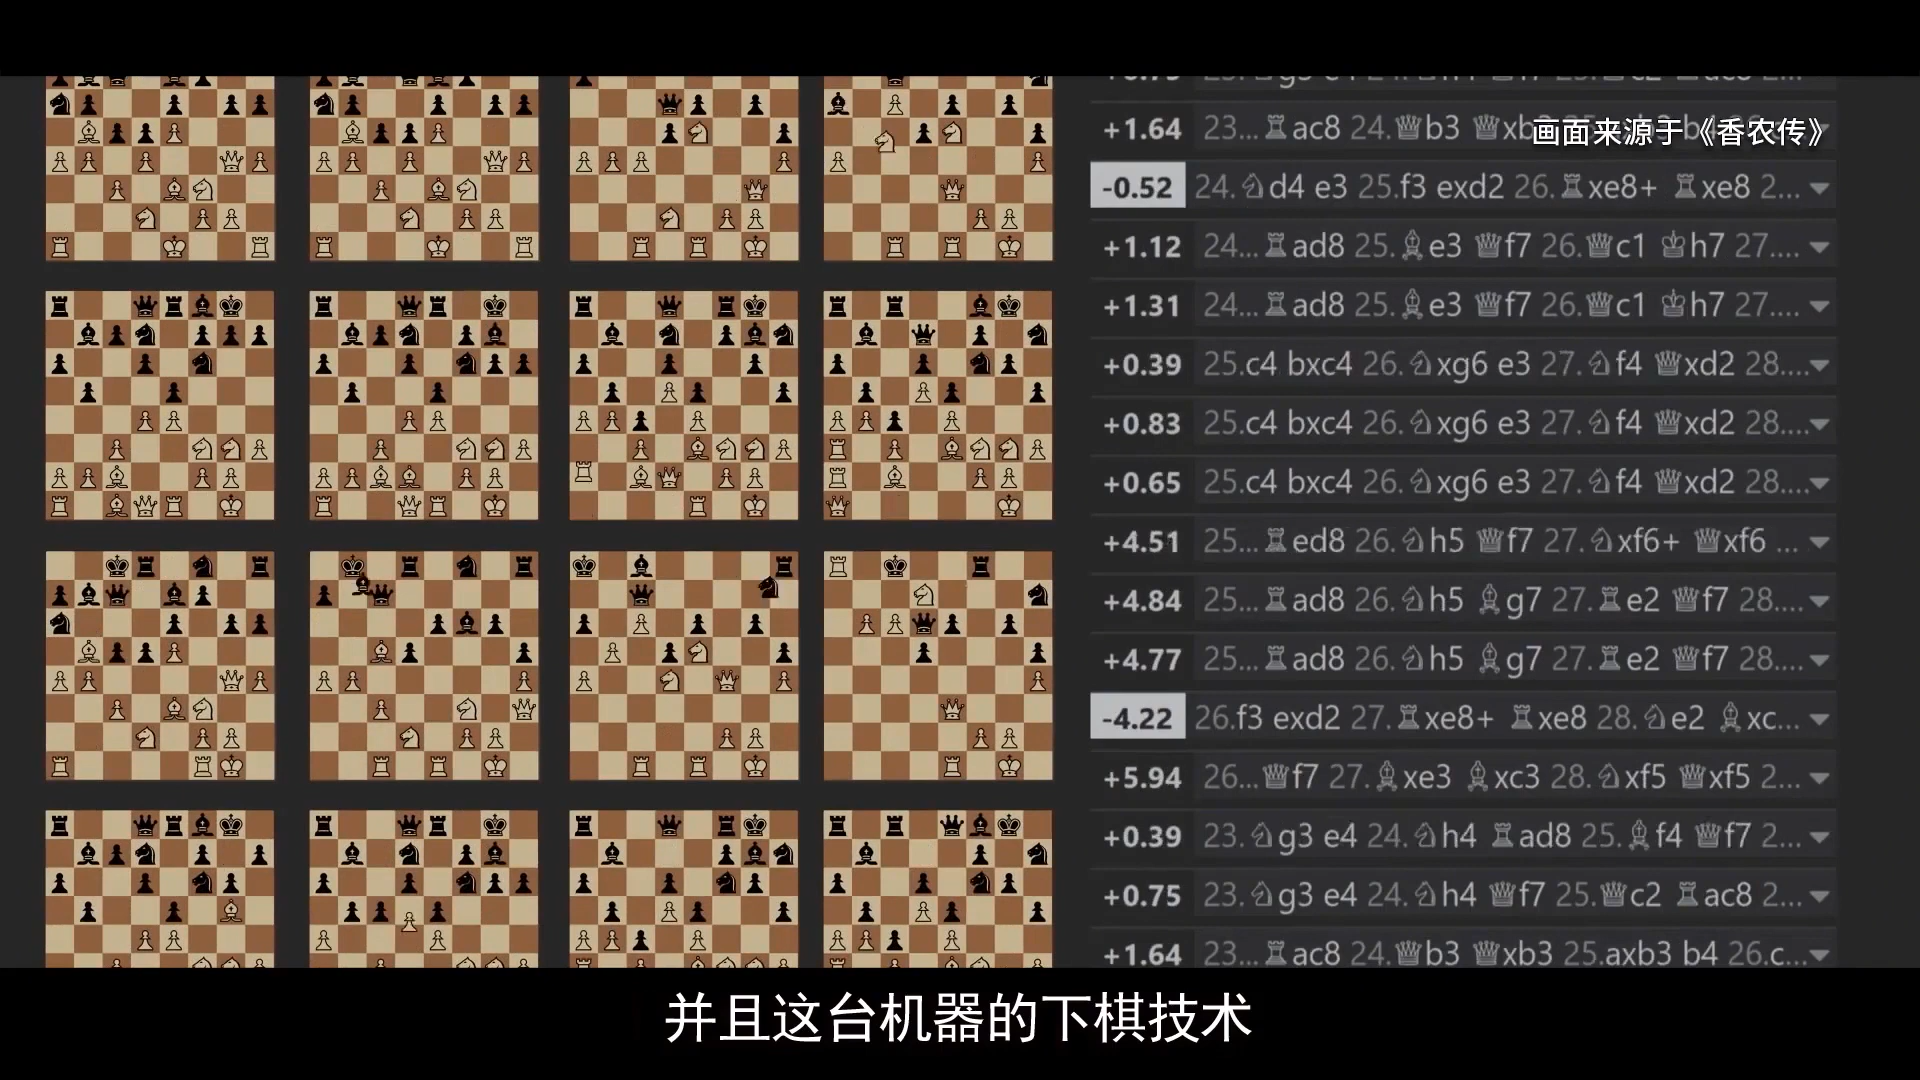 画面来源于《香农传》
+1.64 23...♖ac8 24.♕b3
-0.52 24.♘d4 e3 25.f3 exd2 26.♖xe8+ ♖xe8 2...
+1.12 24...♖ad8 25.♗e3 ♕f7 26.♕c1 ♔h7 27....
+1.31 24...♖ad8 25.♗e3 ♕f7 26.♕c1 ♔h7 27....
+0.39 25.c4 bxc4 26.♘xg6 e3 27.♘f4 ♕xd2 28....
+0.83 25.c4 bxc4 26.♘xg6 e3 27.♘f4 ♕xd2 28....
+0.65 25.c4 bxc4 26.♘xg6 e3 27.♘f4 ♕xd2 28....
+4.51 25...♖ed8 26.♘h5 ♕f7 27.♘xf6+ ♕xf6 ...
+4.84 25...♖ad8 26.♘h5 ♗g7 27.♖e2 ♕f7 28....
+4.77 25...♖ad8 26.♘h5 ♗g7 27.♖e2 ♕f7 28....
-4.22 26.f3 exd2 27.♖xe8+ ♖xe8 28.♘e2 ♗xc...
+5.94 26...♕f7 27.♗xe3 ♗xc3 28.♘xf5 ♕xf5 2...
+0.39 23.♘g3 e4 24.♘h4 ♖ad8 25.♗f4 ♕f7 2...
+0.75 23.♘g3 e4 24.♘h4 ♕f7 25.♕c2 ♖ac8 2...
+1.64 23...♖ac8 24.♕b3 ♕xb3 25.axb3 b4 26.c...
并且这台机器的下棋技术